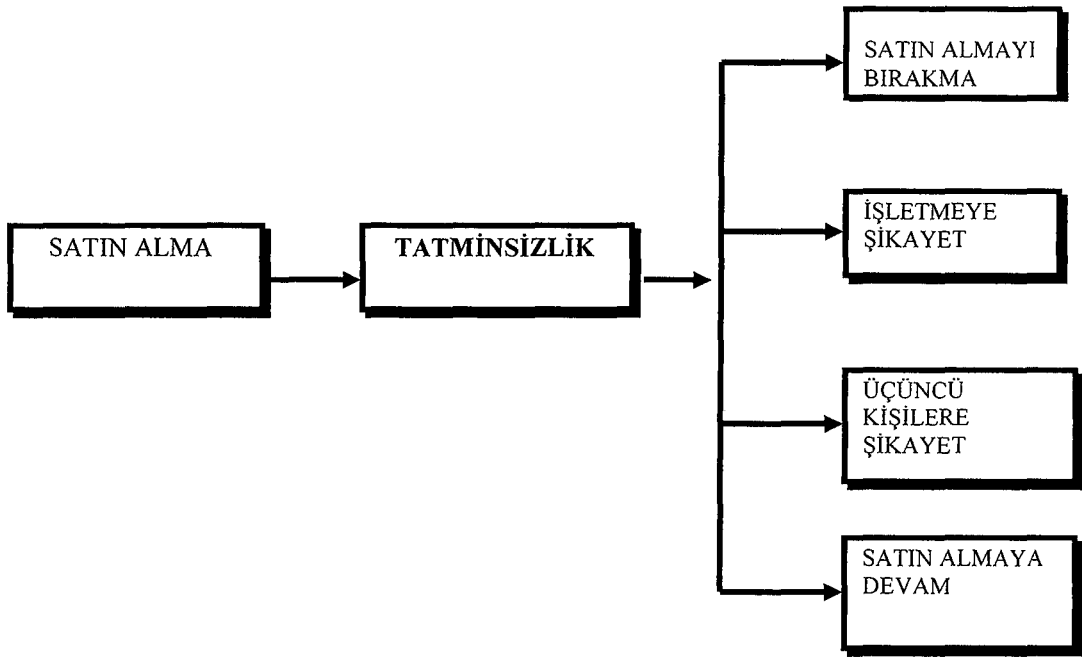 SATIN ALMAYI
BIRAKMA
İŞLETMEYE
ŞİKAYET
SATIN ALMA
TATMİNSİZLİK
ÜÇÜNCÜ
KİŞİLERE
ŞİKAYET
SATIN ALMAYA
DEVAM